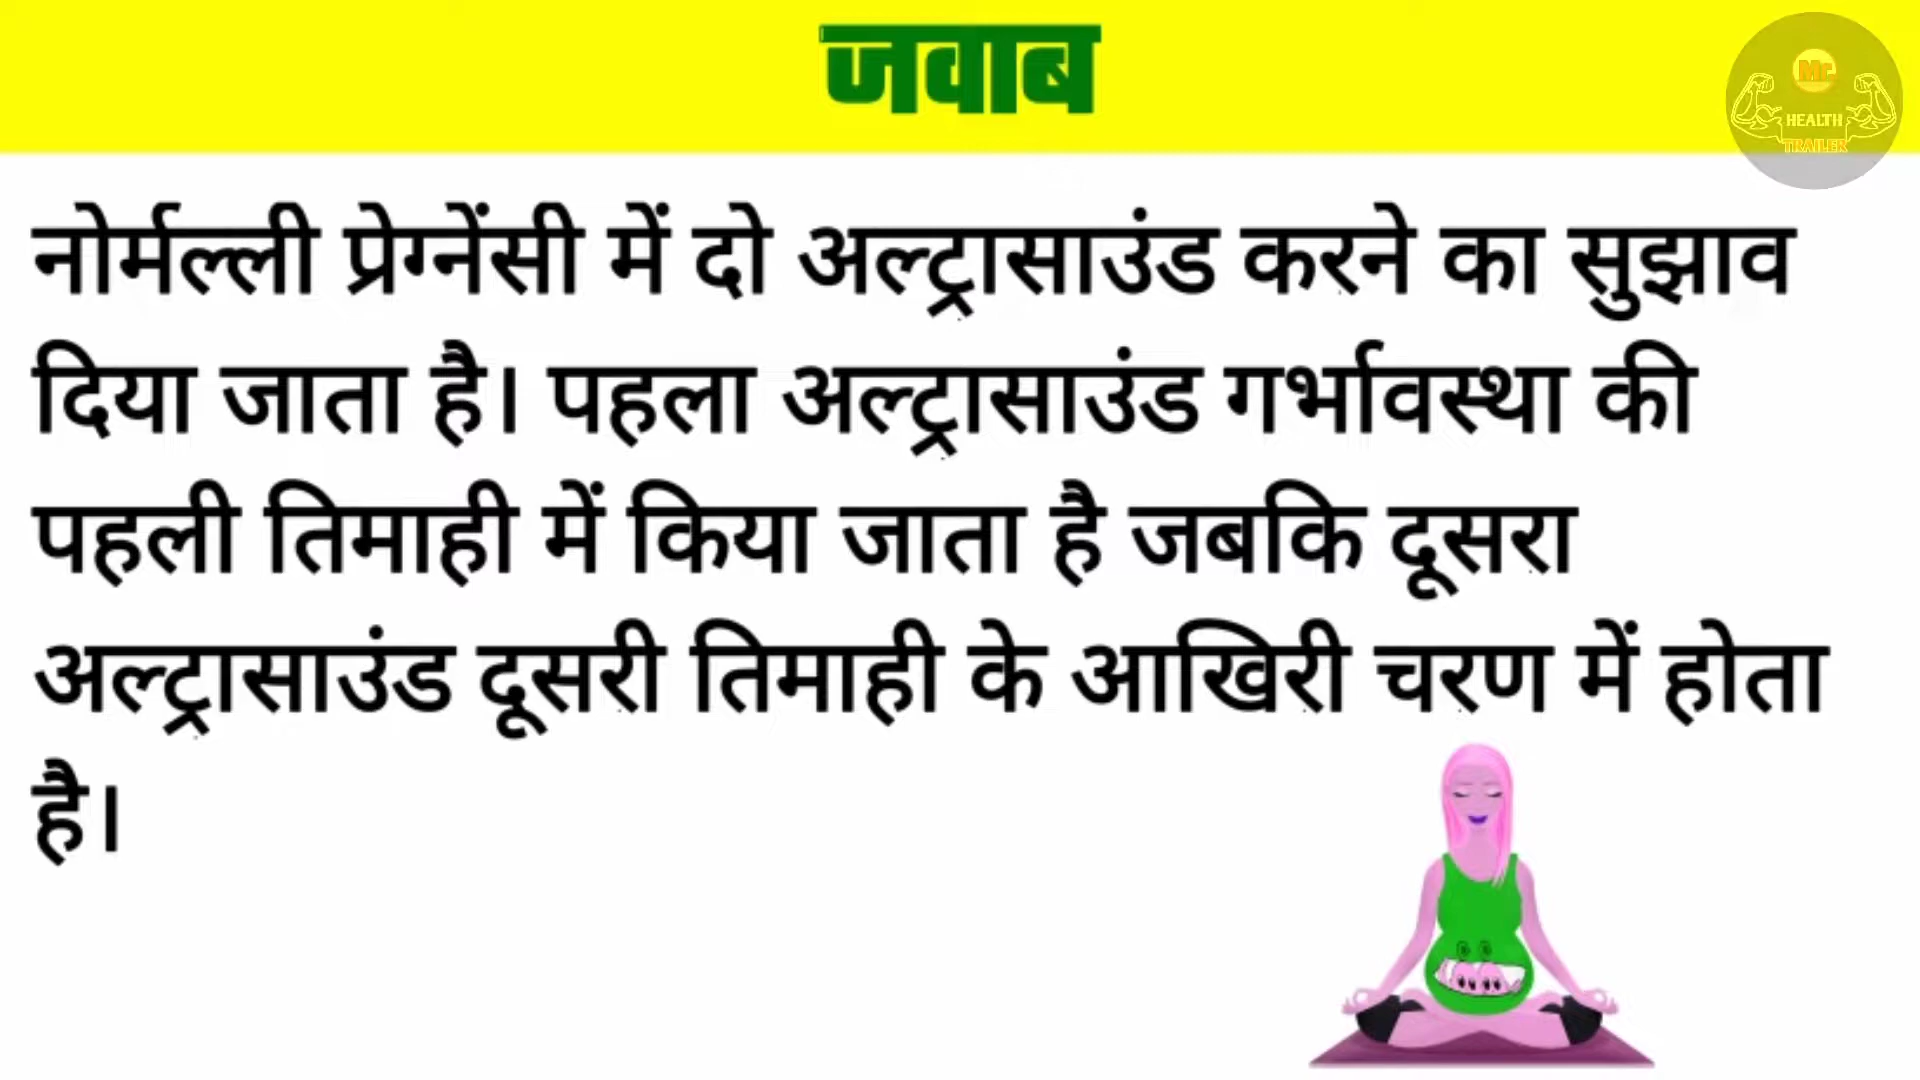 जवाब
Mr.
HEALTH
TRAILER
नोर्मल्ली प्रेग्नेंसी में दो अल्ट्रासाउंड करने का सुझाव
दिया जाता है। पहला अल्ट्रासाउंड गर्भावस्था की
पहली तिमाही में किया जाता है जबकि दूसरा
अल्ट्रासाउंड दूसरी तिमाही के आखिरी चरण में होता
है।